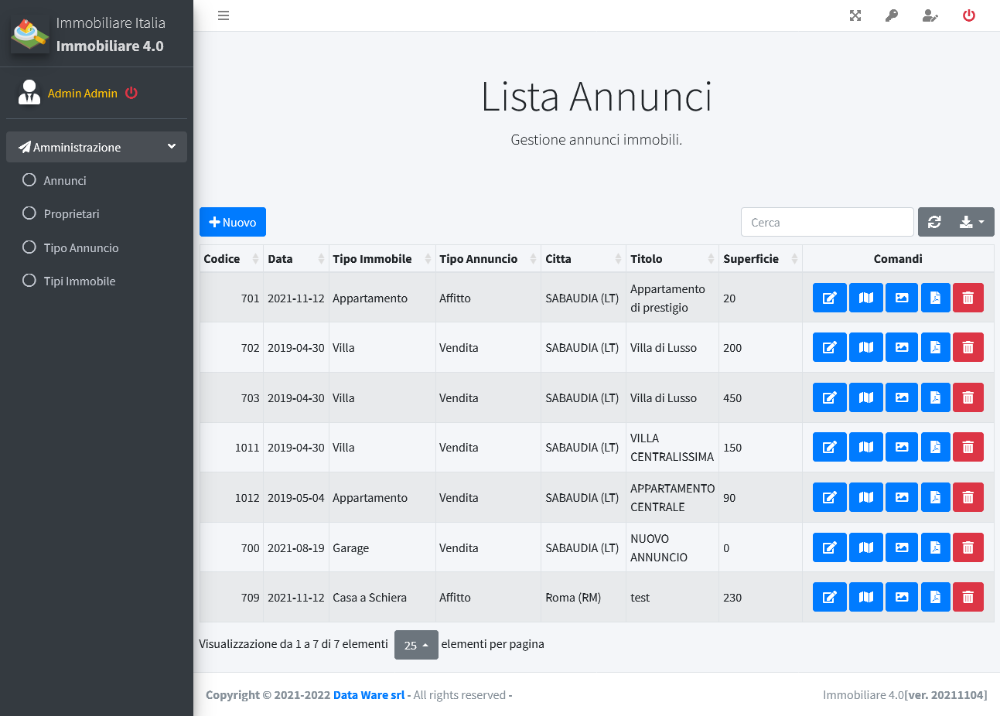 Immobiliare Italia
Immobiliare 4.0
Admin Admin
Amministrazione
Annunci
Proprietari
Tipo Annuncio
Tipi Immobile
Lista Annunci
Gestione annunci immobili.
Nuovo
Cerca
Codice Data Tipo Immobile Tipo Annuncio Citta Titolo Superficie Comandi
701 2021-11-12 Appartamento Affitto SABAUDIA (LT) Appartamento di prestigio 20
702 2019-04-30 Villa Vendita SABAUDIA (LT) Villa di Lusso 200
703 2019-04-30 Villa Vendita SABAUDIA (LT) Villa di Lusso 450
1011 2019-04-30 Villa Vendita SABAUDIA (LT) VILLA CENTRALISSIMA 150
1012 2019-05-04 Appartamento Vendita SABAUDIA (LT) APPARTAMENTO CENTRALE 90
700 2021-08-19 Garage Vendita SABAUDIA (LT) NUOVO ANNUNCIO 0
709 2021-11-12 Casa a Schiera Affitto Roma (RM) test 230
Visualizzazione da 1 a 7 di 7 elementi 25 elementi per pagina
Copyright © 2021-2022 Data Ware srl - All rights reserved -
Immobiliare 4.0[ver. 20211104]